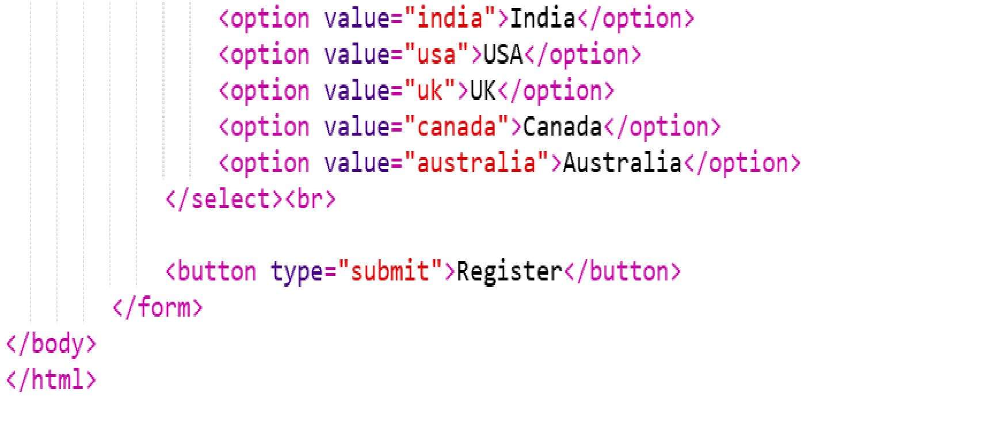 <option value="india">India</option>
<option value="usa">USA</option>
<option value="uk">UK</option>
<option value="canada">Canada</option>
<option value="australia">Australia</option>
</select><br>
<button type="submit">Register</button>
</form>
</body>
</html>